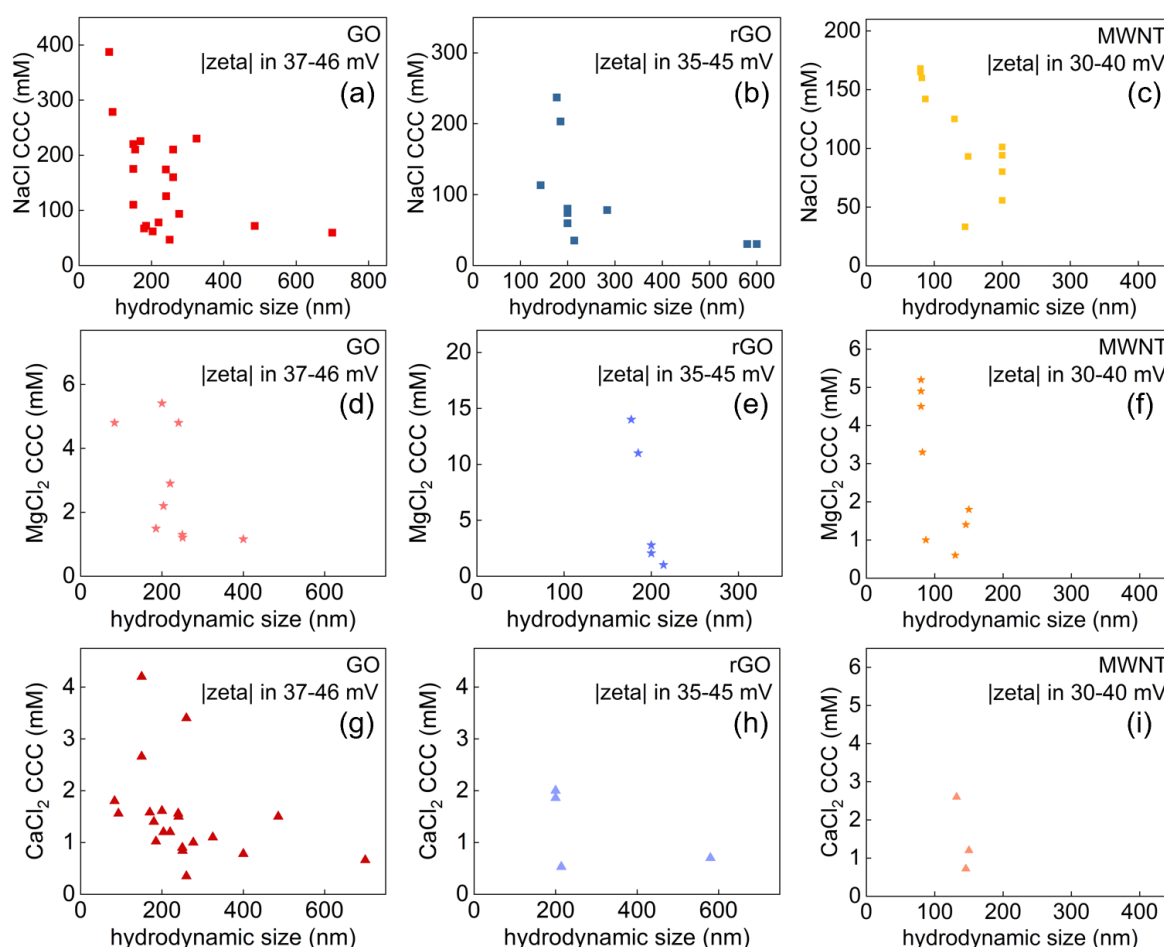 GO
|zeta| in 37-46 mV
(a)
NaCl CCC (mM)
400
300
200
100
0
0 200 400 600 800
hydrodynamic size (nm)
rGO
|zeta| in 35-45 mV
(b)
NaCl CCC (mM)
300
200
100
0
0 100 200 300 400 500 600
hydrodynamic size (nm)
MWNT
|zeta| in 30-40 mV
(c)
NaCl CCC (mM)
200
150
100
50
0
0 100 200 300 400
hydrodynamic size (nm)
GO
|zeta| in 37-46 mV
(d)
MgCl₂ CCC (mM)
6
4
2
0
0 200 400 600
hydrodynamic size (nm)
rGO
|zeta| in 35-45 mV
(e)
MgCl₂ CCC (mM)
20
15
10
5
0
0 100 200 300
hydrodynamic size (nm)
MWNT
|zeta| in 30-40 mV
(f)
MgCl₂ CCC (mM)
6
5
4
3
2
1
0
0 100 200 300 400
hydrodynamic size (nm)
GO
|zeta| in 37-46 mV
(g)
CaCl₂ CCC (mM)
4
3
2
1
0
0 200 400 600
hydrodynamic size (nm)
rGO
|zeta| in 35-45 mV
(h)
CaCl₂ CCC (mM)
4
3
2
1
0
0 200 400 600
hydrodynamic size (nm)
MWNT
|zeta| in 30-40 mV
(i)
CaCl₂ CCC (mM)
6
5
4
3
2
1
0
0 100 200 300 400
hydrodynamic size (nm)